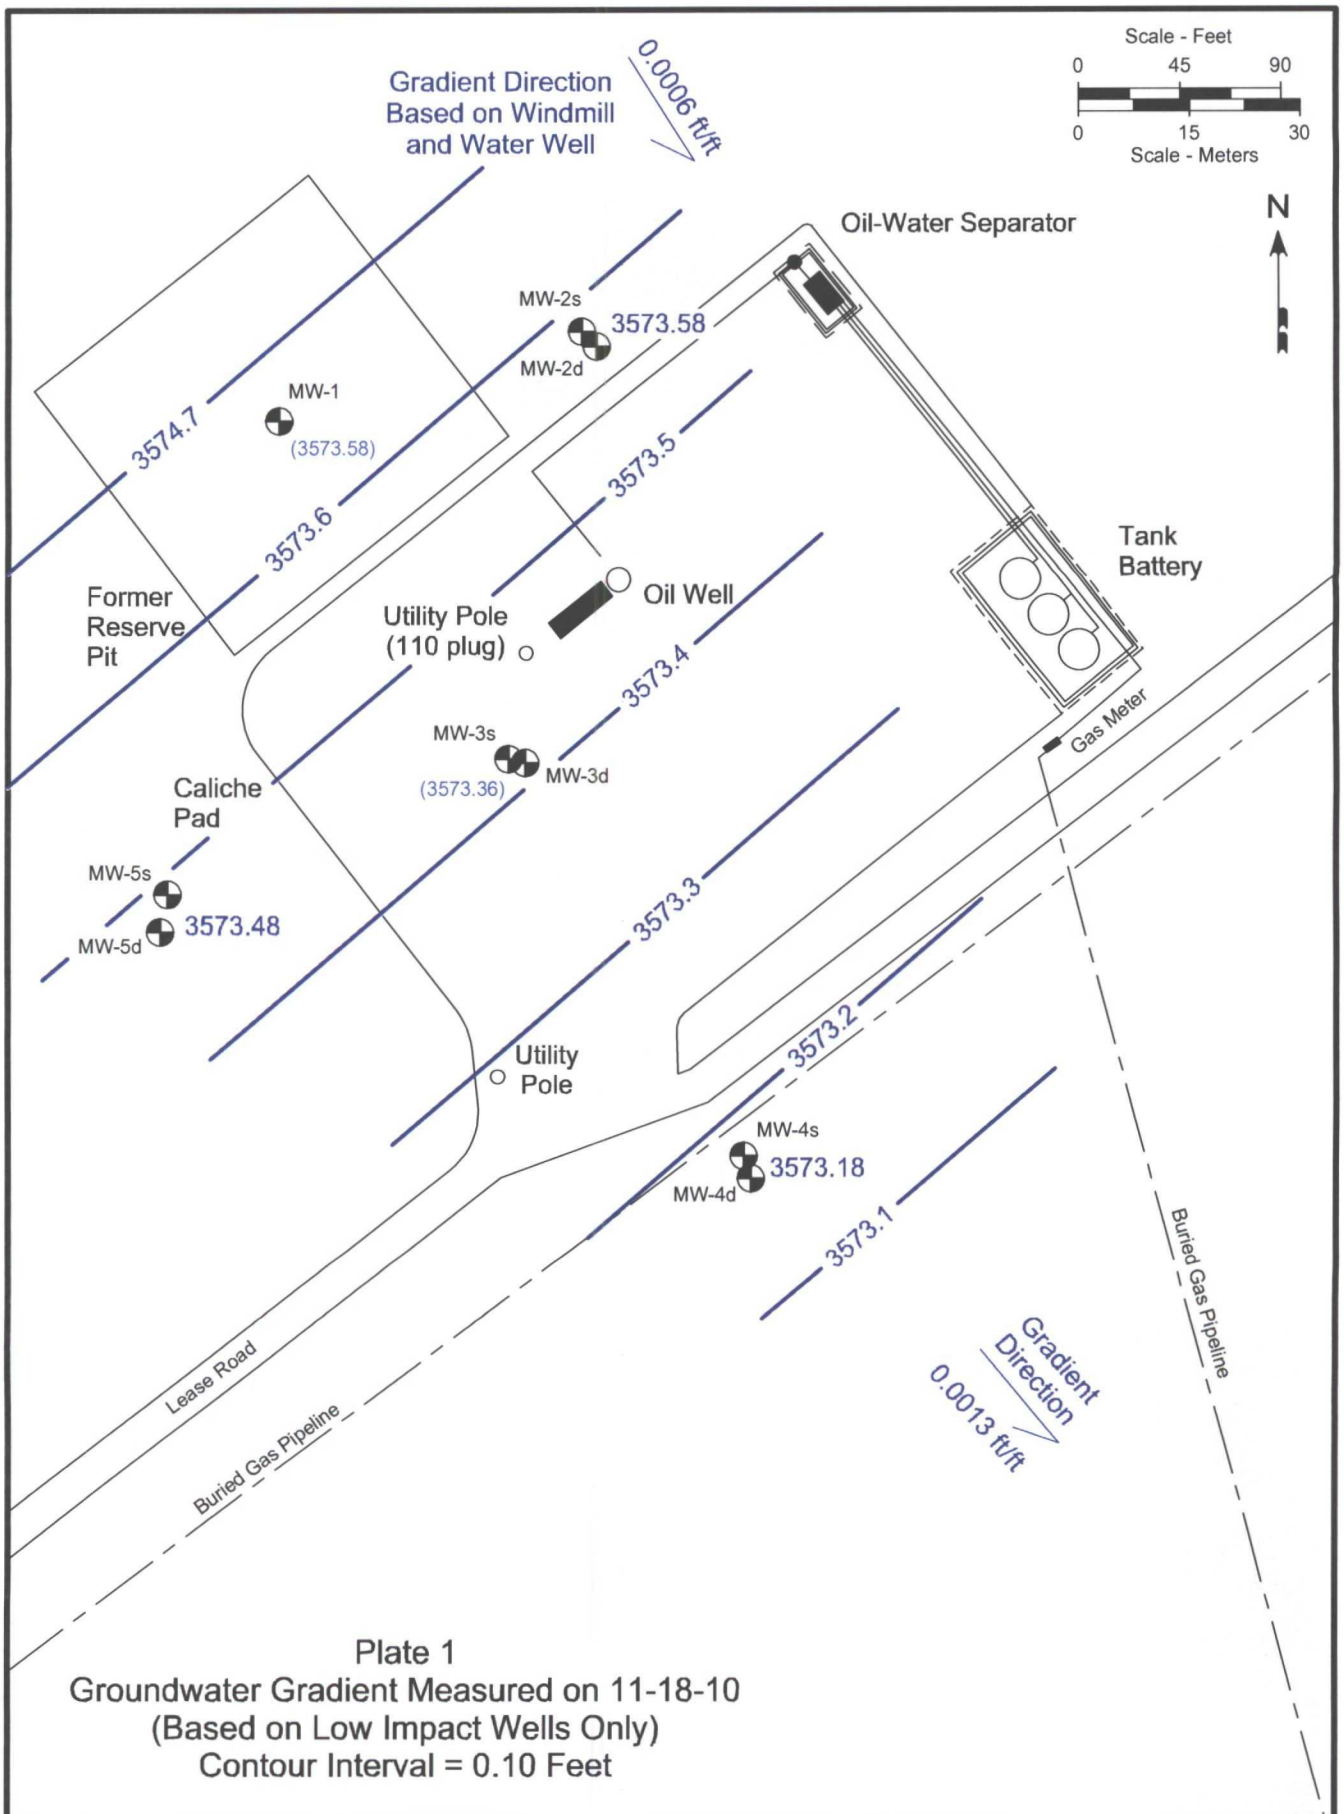 Scale - Feet
0 45 90
0 15 30
Scale - Meters
N
0.0006 ft/ft
Gradient Direction
Based on Windmill
and Water Well
Oil-Water Separator
MW-2s
3573.58
MW-2d
MW-1
(3573.58)
3574.7
3573.6
3573.5
Tank
Battery
Former
Reserve
Pit
Utility Pole
(110 plug)
Oil Well
3573.4
Gas Meter
MW-3s
MW-3d
(3573.36)
Caliche
Pad
MW-5s
3573.48
MW-5d
3573.3
3573.2
Utility
Pole
MW-4s
3573.18
MW-4d
3573.1
Buried Gas Pipeline
Gradient
Direction
0.0013 ft/ft
Lease Road
Buried Gas Pipeline
Plate 1
Groundwater Gradient Measured on 11-18-10
(Based on Low Impact Wells Only)
Contour Interval = 0.10 Feet